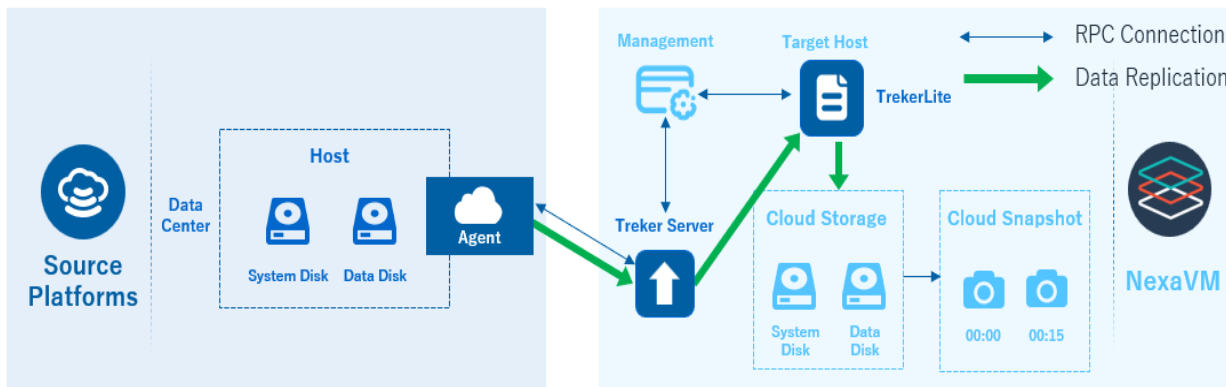 Source
Platforms
Data
Center
Host
System Disk
Data Disk
Agent
Management
Target Host
TrekerLite
RPC Connection
Data Replication
Treker Server
Cloud Storage
System
Disk
Data
Disk
Cloud Snapshot
00:00
00:15
NexaVM